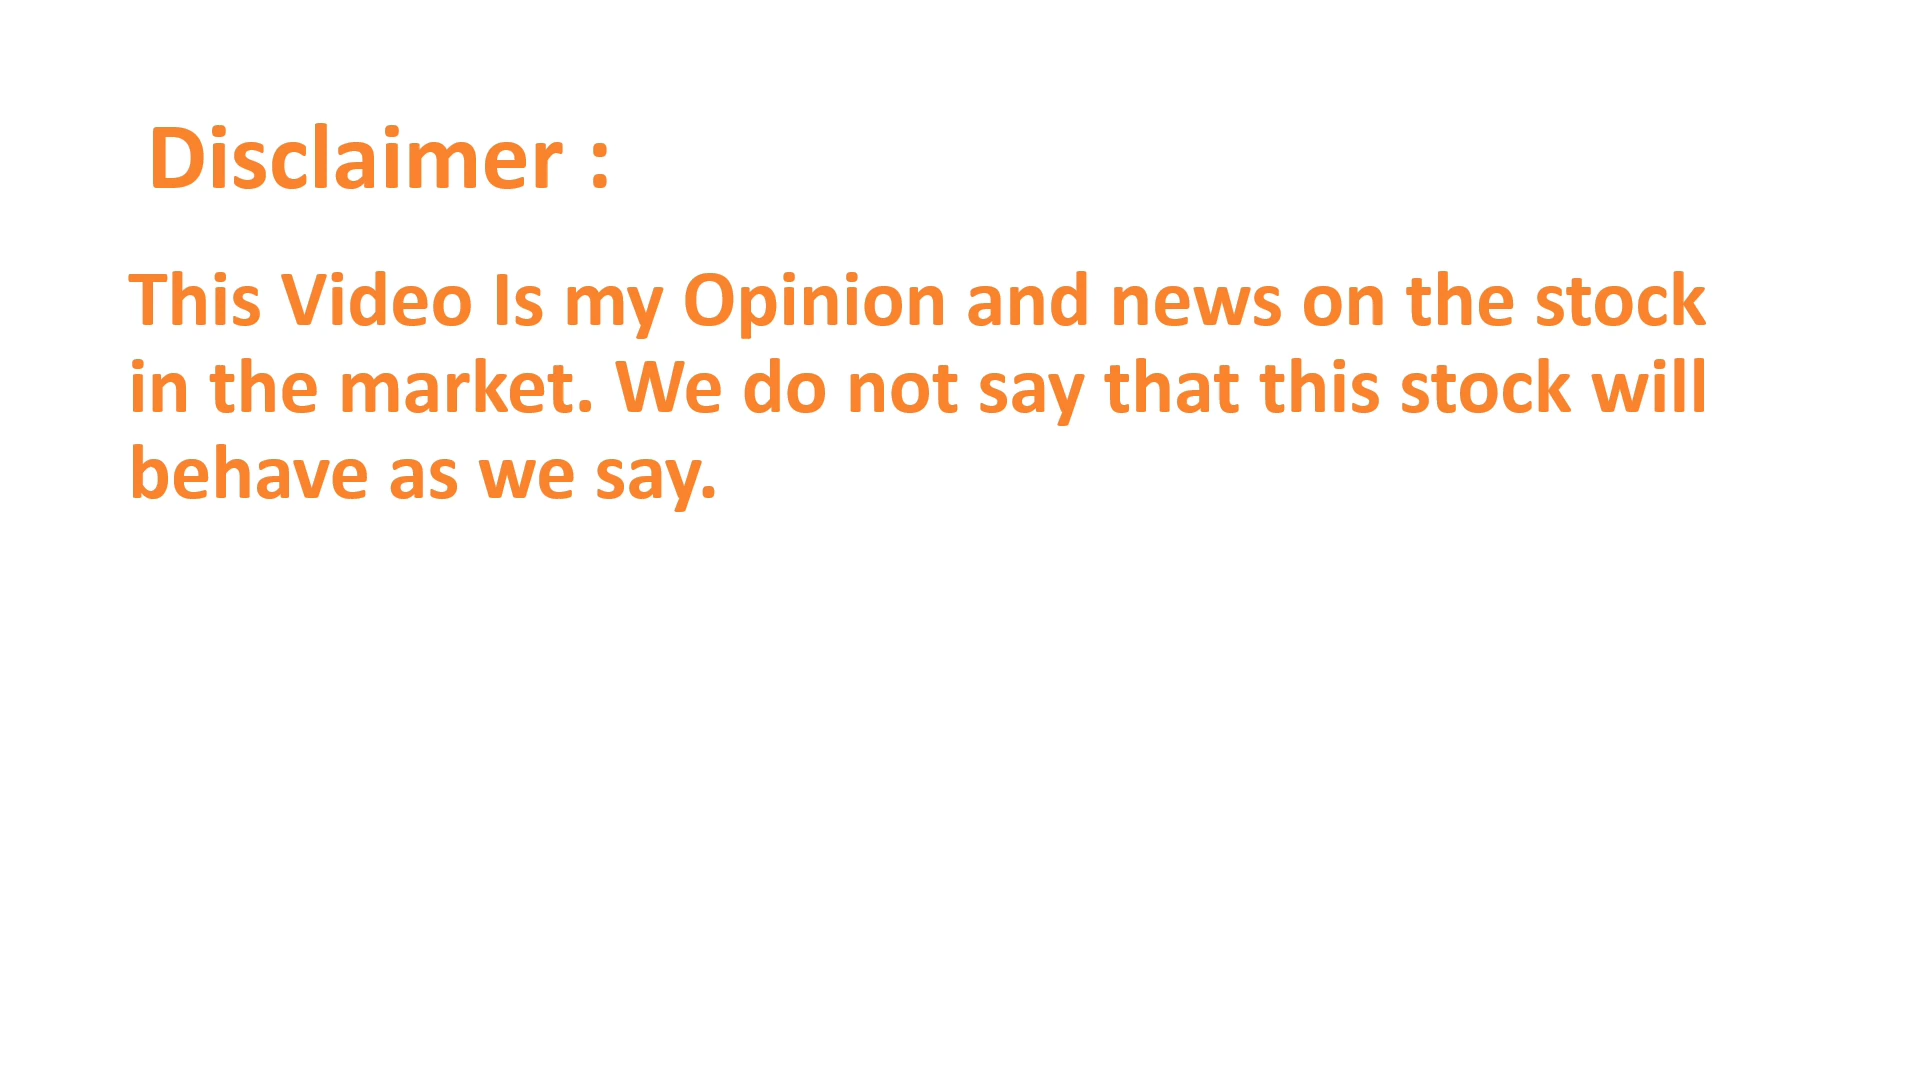 Disclaimer :
This Video Is my Opinion and news on the stock
in the market. We do not say that this stock will
behave as we say.